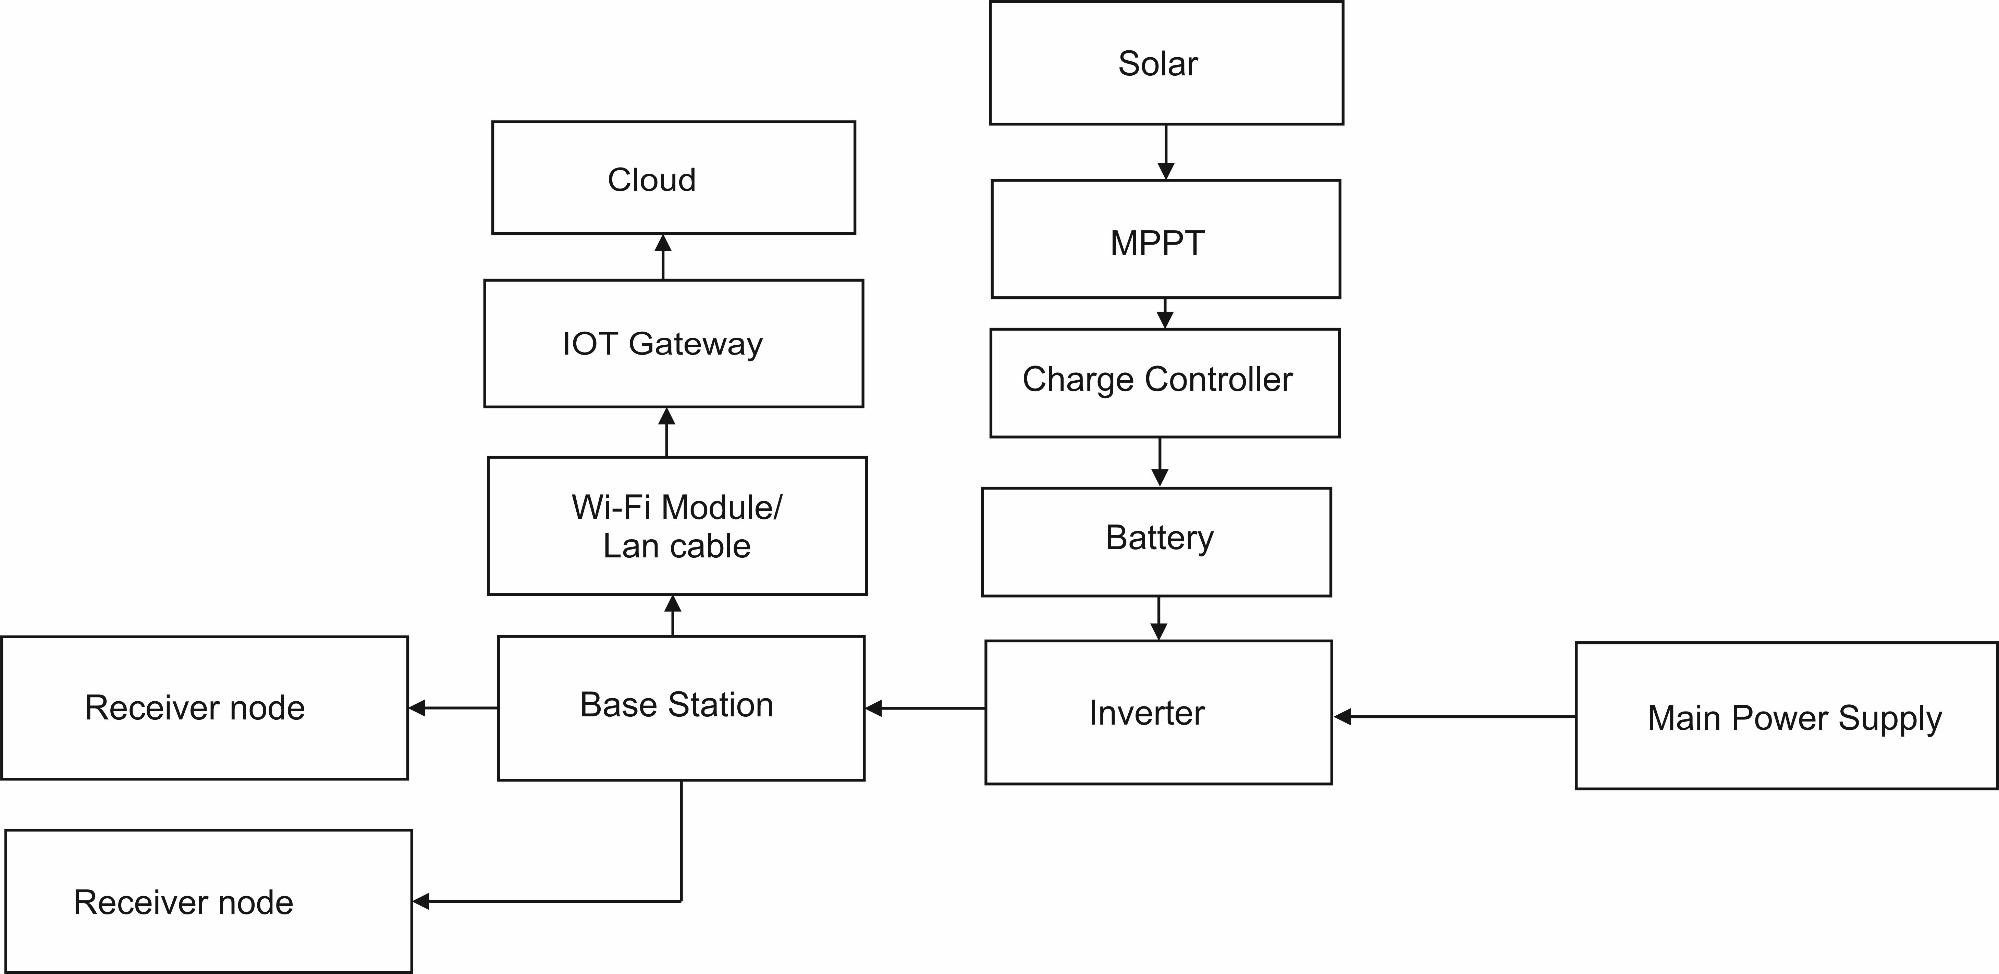 Solar
Cloud
MPPT
IOT Gateway
Charge Controller
Wi-Fi Module/
Lan cable
Battery
Receiver node
Base Station
Inverter
Main Power Supply
Receiver node